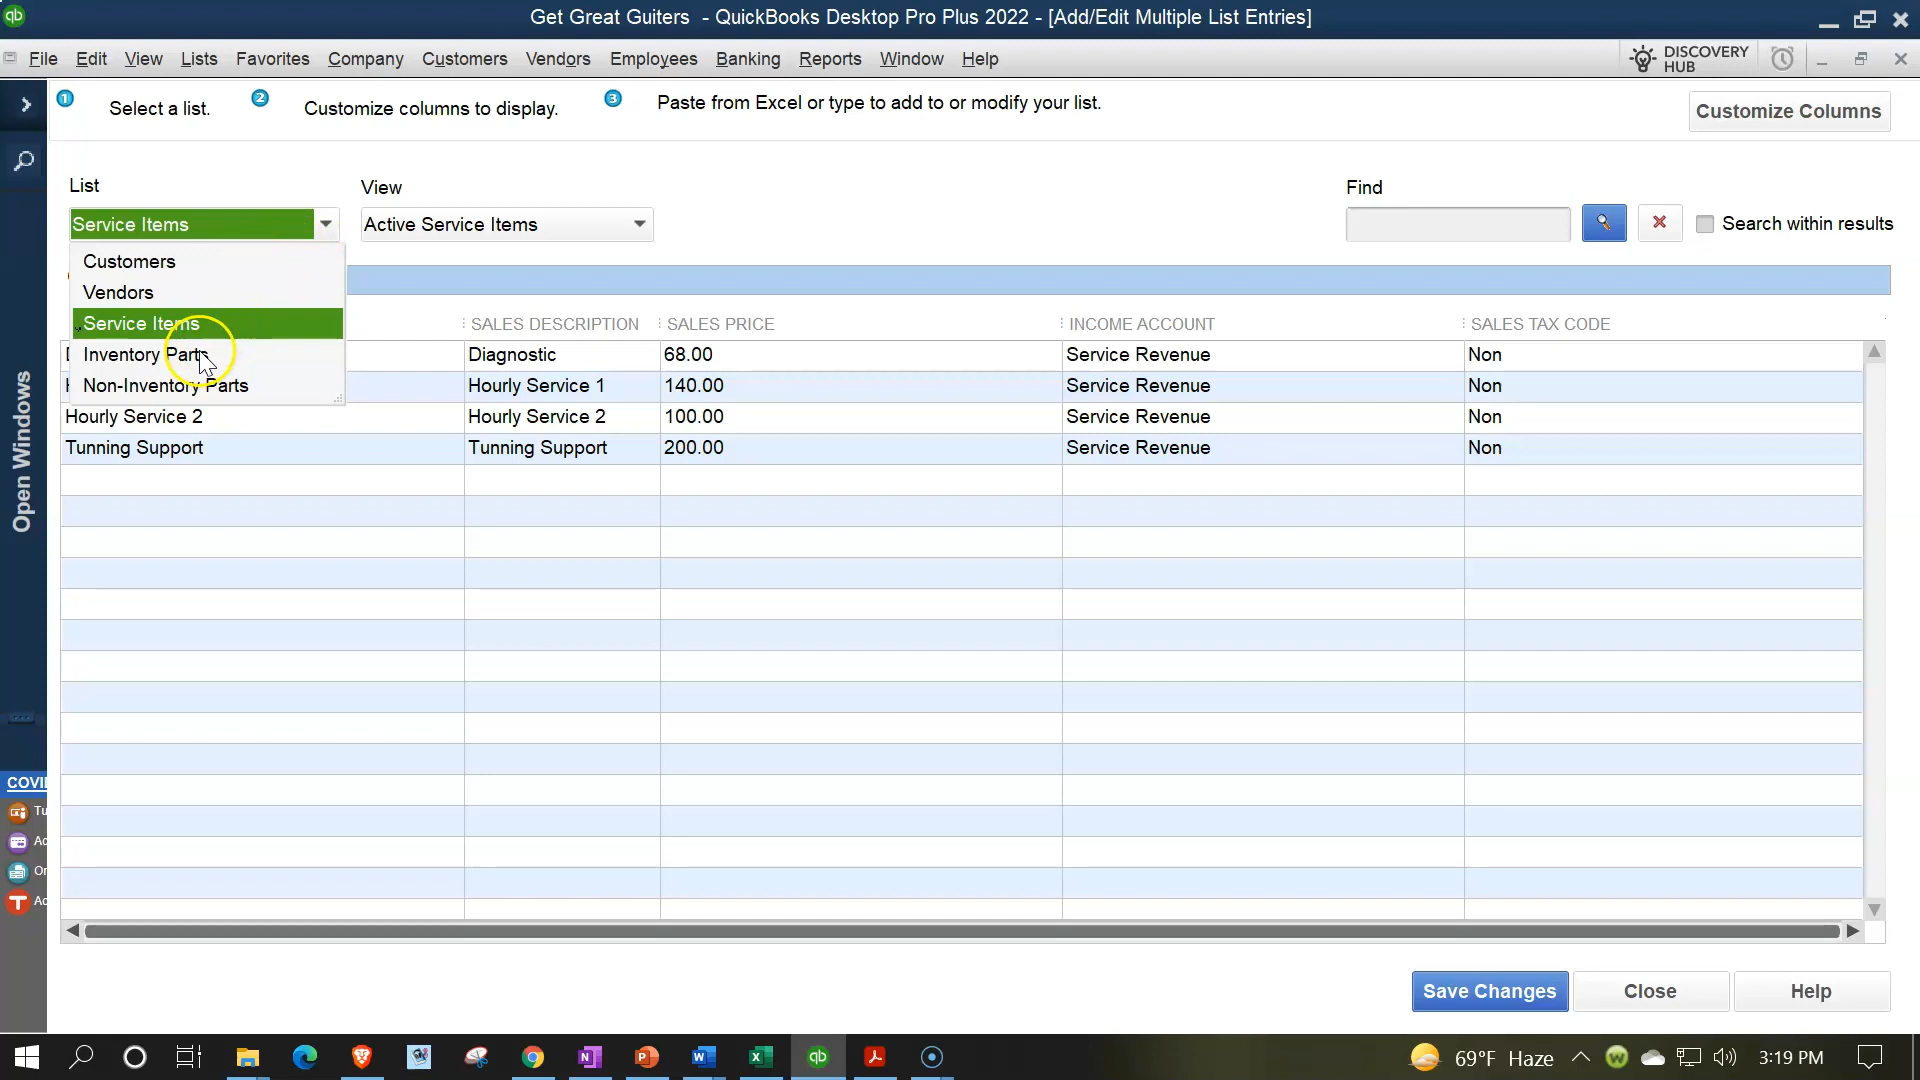 qb Get Great Guiters - QuickBooks Desktop Pro Plus 2022 - [Add/Edit Multiple List Entries]
File Edit View Lists Favorites Company Customers Vendors Employees Banking Reports Window Help DISCOVERY HUB
1 Select a list. 2 Customize columns to display. 3 Paste from Excel or type to add to or modify your list. Customize Columns
List View Find
Service Items Active Service Items Search within results
Customers
Vendors
Service Items SALES DESCRIPTION SALES PRICE INCOME ACCOUNT SALES TAX CODE
Inventory Parts Diagnostic 68.00 Service Revenue Non
Non-Inventory Parts Hourly Service 1 140.00 Service Revenue Non
Hourly Service 2 Hourly Service 2 100.00 Service Revenue Non
Tunning Support Tunning Support 200.00 Service Revenue Non
Open Windows
COVI
Tu
Ac
Or
Ac
Save Changes Close Help
69°F Haze 3:19 PM